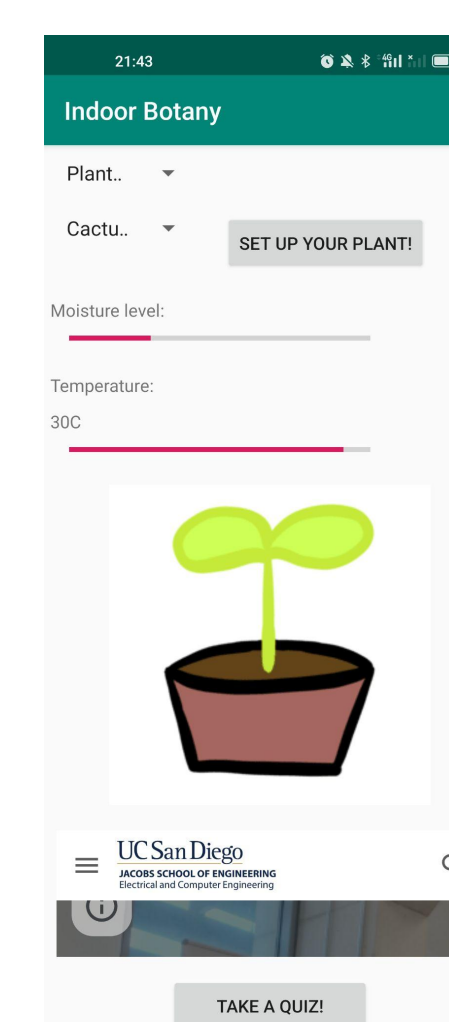 21:43
4G
Indoor Botany
Plant..
Cactu..
SET UP YOUR PLANT!
Moisture level:
Temperature:
30C
UC San Diego
JACOBS SCHOOL OF ENGINEERING
Electrical and Computer Engineering
TAKE A QUIZ!